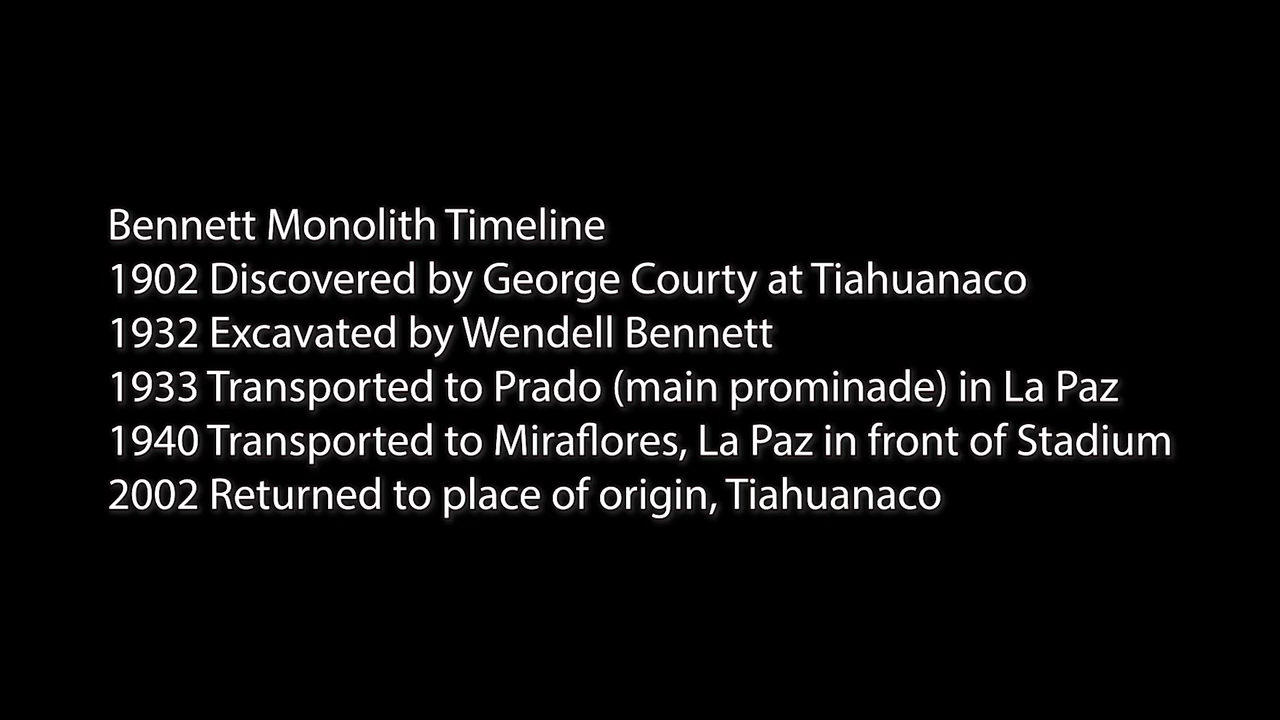 Bennett Monolith Timeline
1902 Discovered by George Courty at Tiahuanaco
1932 Excavated by Wendell Bennett
1933 Transported to Prado (main prominade) in La Paz
1940 Transported to Miraflores, La Paz in front of Stadium
2002 Returned to place of origin, Tiahuanaco